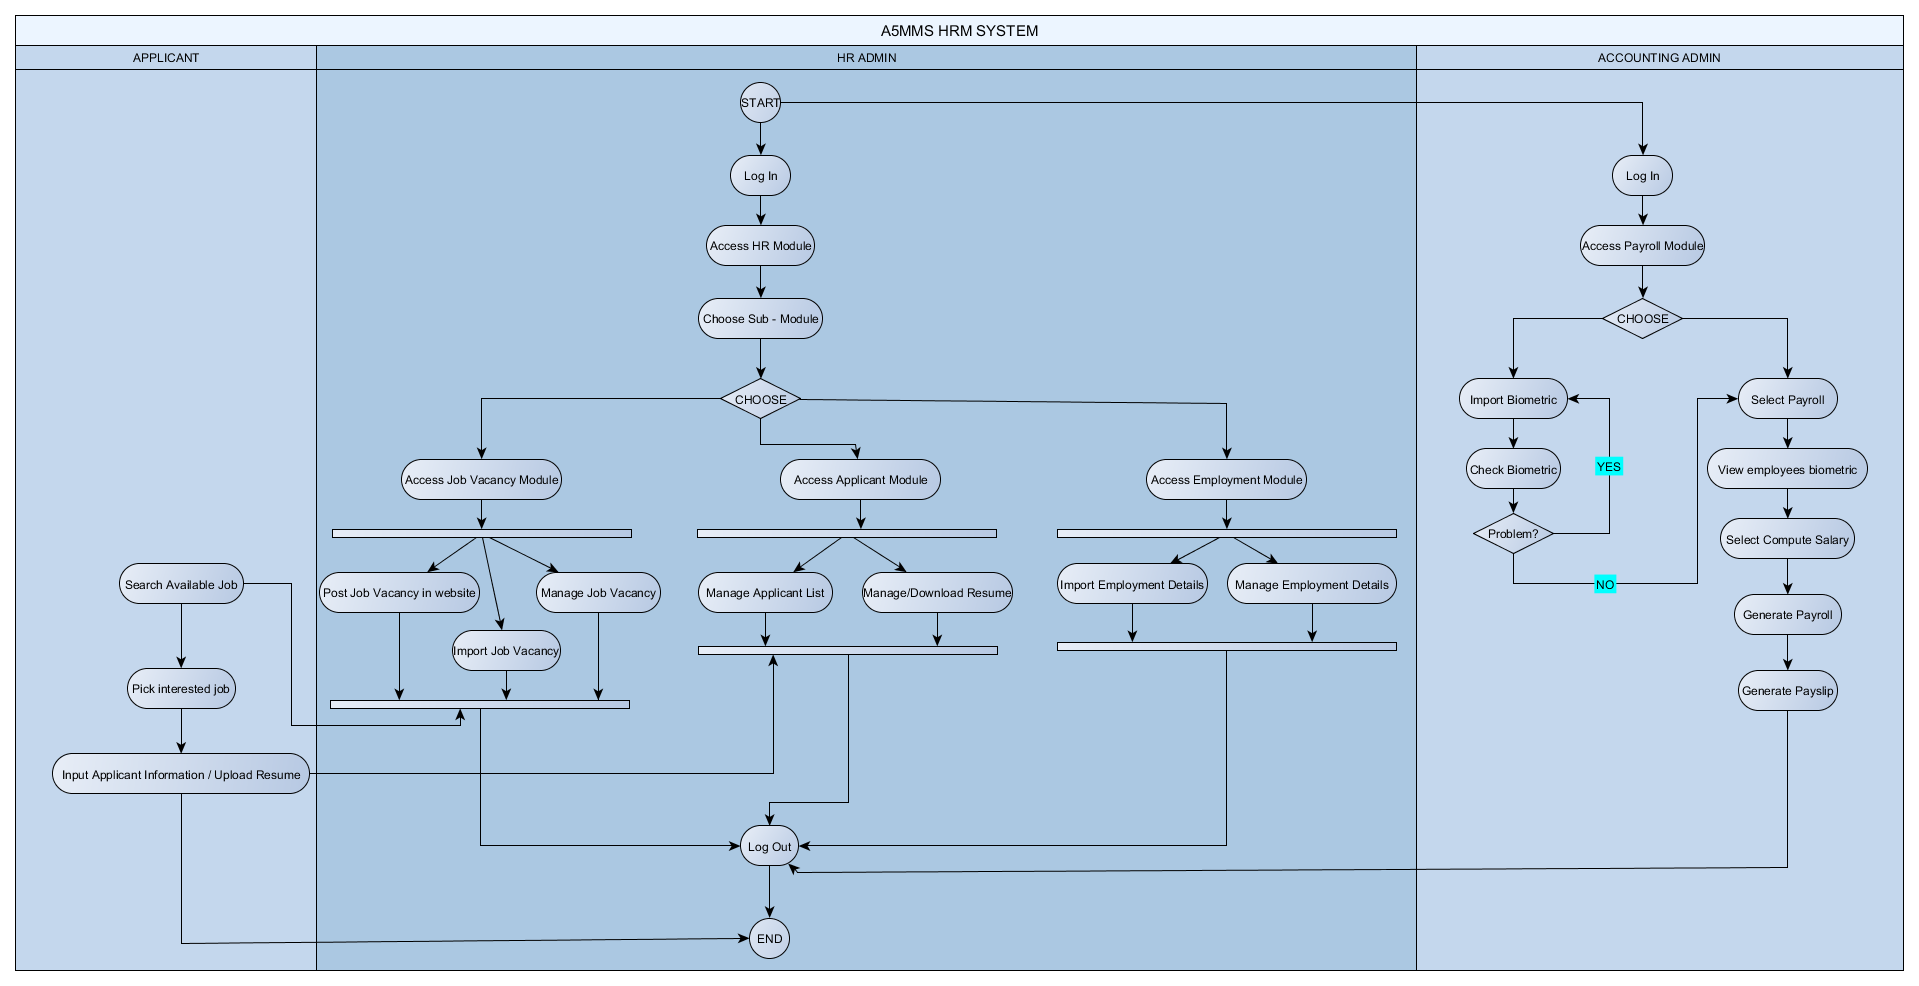 A5MMS HRM SYSTEM
APPLICANT
HR ADMIN
ACCOUNTING ADMIN
START
Log In
Access HR Module
Choose Sub - Module
CHOOSE
Access Job Vacancy Module
Access Applicant Module
Access Employment Module
Post Job Vacancy in website
Manage Job Vacancy
Import Job Vacancy
Manage Applicant List
Manage/Download Resume
Import Employment Details
Manage Employment Details
Search Available Job
Pick interested job
Input Applicant Information / Upload Resume
Log Out
END
Log In
Access Payroll Module
CHOOSE
Import Biometric
Check Biometric
Problem?
YES
NO
Select Payroll
View employees biometric
Select Compute Salary
Generate Payroll
Generate Payslip